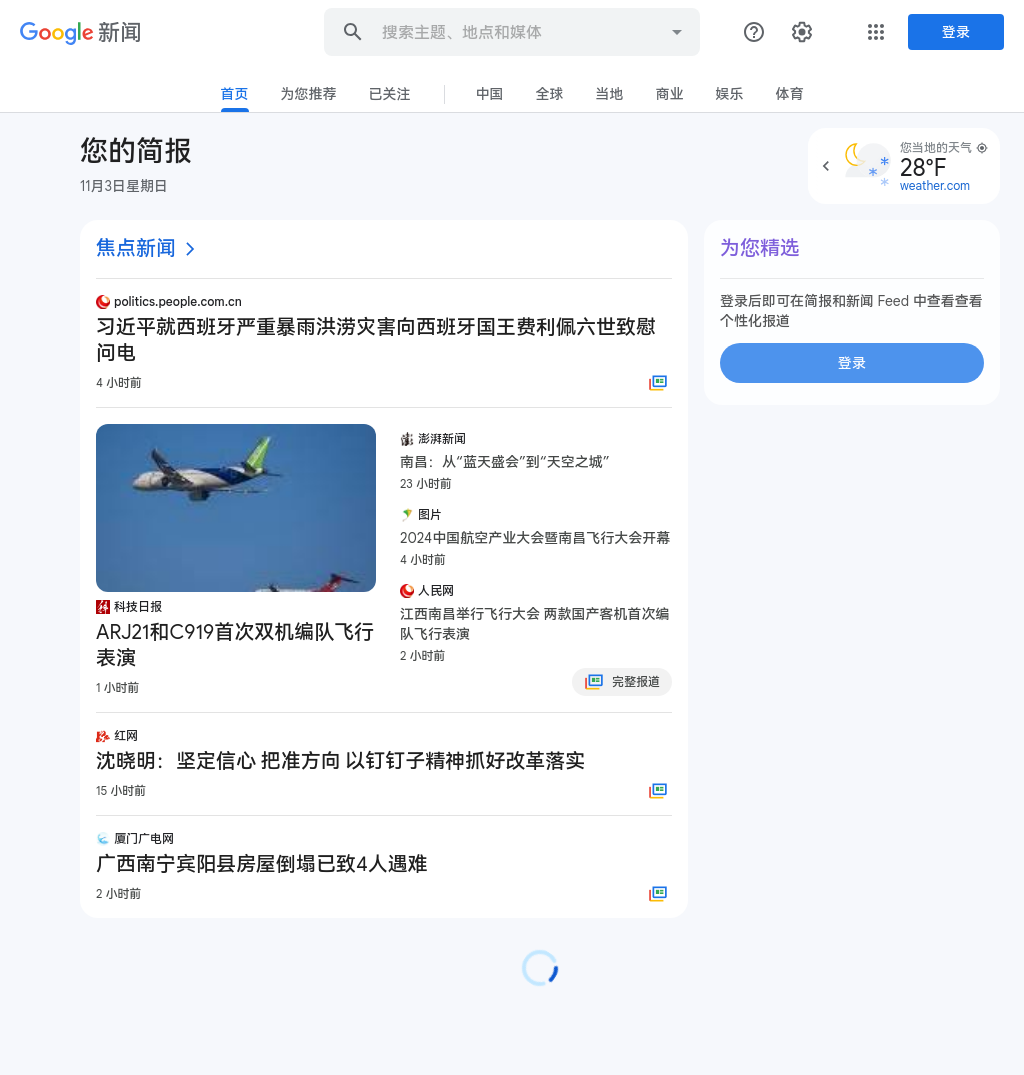 Google 新闻
搜索主题、地点和媒体
登录
首页
为您推荐
已关注
中国
全球
当地
商业
娱乐
体育
您的简报
11月3日星期日
您当地的天气
28°F
weather.com
焦点新闻
politics.people.com.cn
习近平就西班牙严重暴雨洪涝灾害向西班牙国王费利佩六世致慰
问电
4 小时前
科技日报
ARJ21和C919首次双机编队飞行
表演
1 小时前
澎湃新闻
南昌：从“蓝天盛会”到“天空之城”
23 小时前
图片
2024中国航空产业大会暨南昌飞行大会开幕
4 小时前
人民网
江西南昌举行飞行大会 两款国产客机首次编
队飞行表演
2 小时前
完整报道
红网
沈晓明：坚定信心 把准方向 以钉钉子精神抓好改革落实
15 小时前
厦门广电网
广西南宁宾阳县房屋倒塌已致4人遇难
2 小时前
为您精选
登录后即可在简报和新闻 Feed 中查看查看
个性化报道
登录